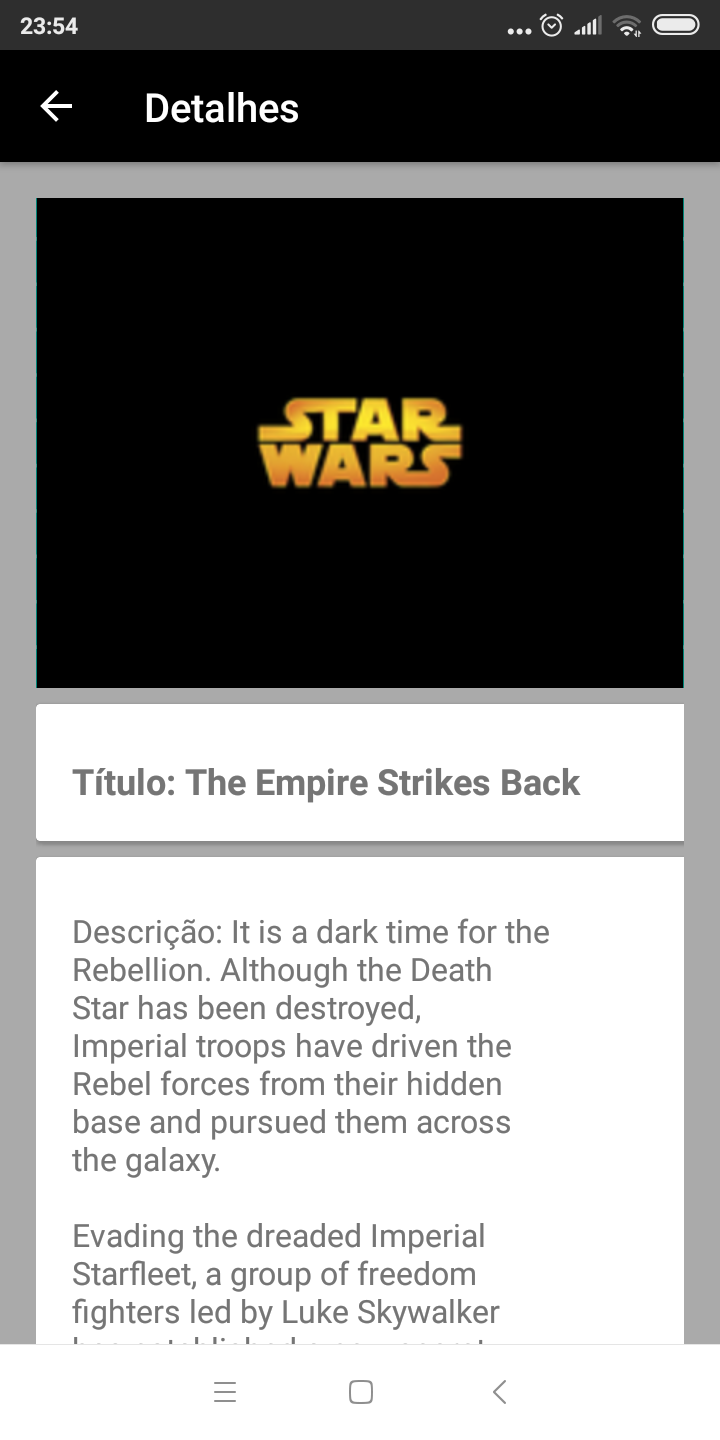 23:54
Detalhes
STAR
WARS
Título: The Empire Strikes Back
Descrição: It is a dark time for the
Rebellion. Although the Death
Star has been destroyed,
Imperial troops have driven the
Rebel forces from their hidden
base and pursued them across
the galaxy.
Evading the dreaded Imperial
Starfleet, a group of freedom
fighters led by Luke Skywalker